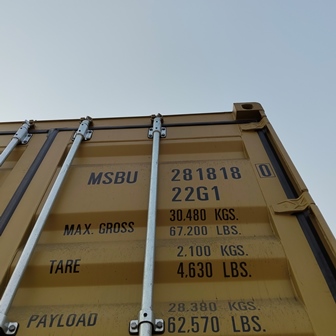 MSBU 281818 0
22G1
MAX. GROSS 30.480 KGS.
67.200 LBS.
TARE 2.100 KGS.
4.630 LBS.
PAYLOAD 28.380 KGS.
62.570 LBS.